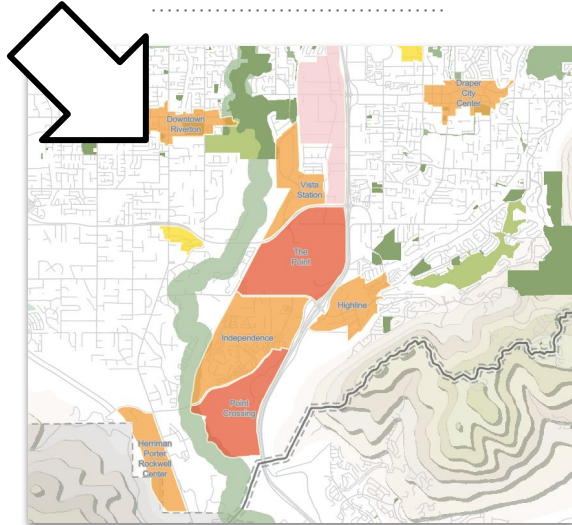 Draper
City
Center
Downtown
Riverton
Vista
Station
The
Point
Highline
Independence
Point
Crossing
Herriman
Porter
Rockwell
Center